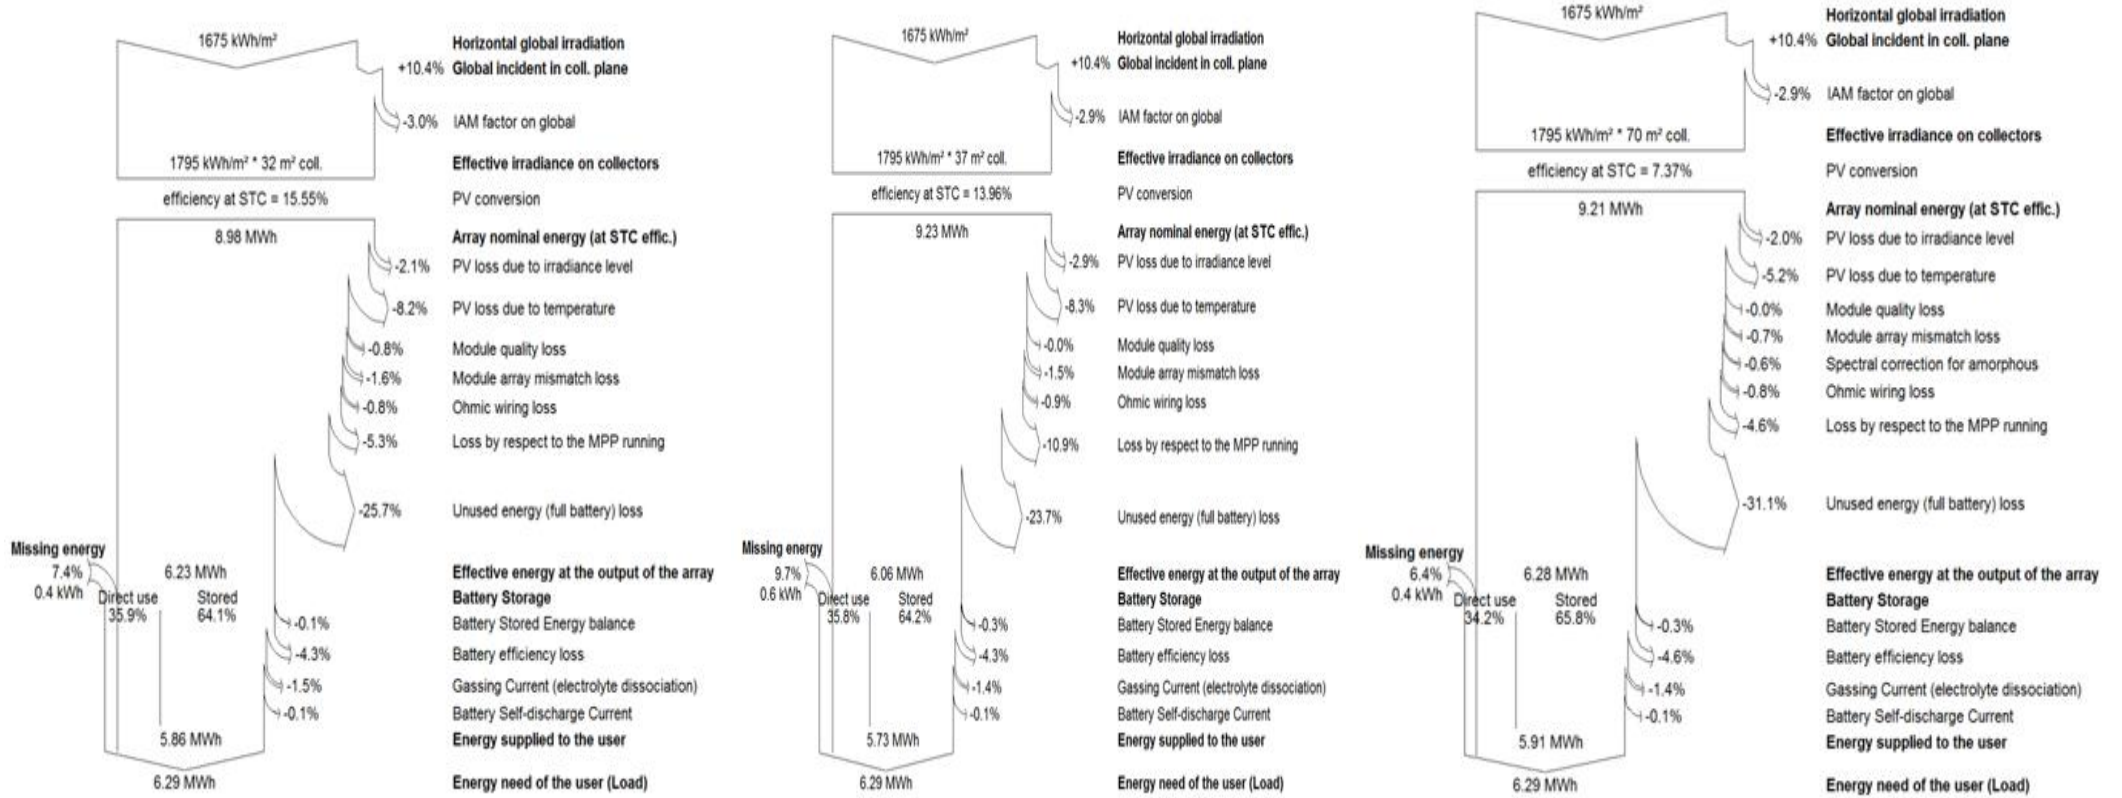 1675 kWh/m²
Horizontal global irradiation
+10.4% Global incident in coll. plane
-3.0% IAM factor on global
1795 kWh/m² * 32 m² coll.
Effective irradiance on collectors
efficiency at STC = 15.55%
PV conversion
8.98 MWh
Array nominal energy (at STC effic.)
-2.1% PV loss due to irradiance level
-8.2% PV loss due to temperature
-0.8% Module quality loss
-1.6% Module array mismatch loss
-0.8% Ohmic wiring loss
-5.3% Loss by respect to the MPP running
-25.7% Unused energy (full battery) loss
Missing energy
7.4%
0.4 kWh
6.23 MWh
Effective energy at the output of the array
Direct use
35.9%
Stored
64.1%
Battery Storage
-0.1% Battery Stored Energy balance
-4.3% Battery efficiency loss
-1.5% Gassing Current (electrolyte dissociation)
-0.1% Battery Self-discharge Current
5.86 MWh
Energy supplied to the user
6.29 MWh
Energy need of the user (Load)
1675 kWh/m²
Horizontal global irradiation
+10.4% Global incident in coll. plane
-2.9% IAM factor on global
1795 kWh/m² * 37 m² coll.
Effective irradiance on collectors
efficiency at STC = 13.96%
PV conversion
9.23 MWh
Array nominal energy (at STC effic.)
-2.9% PV loss due to irradiance level
-8.3% PV loss due to temperature
-0.0% Module quality loss
-1.5% Module array mismatch loss
-0.9% Ohmic wiring loss
-10.9% Loss by respect to the MPP running
-23.7% Unused energy (full battery) loss
Missing energy
9.7%
0.6 kWh
6.06 MWh
Effective energy at the output of the array
Direct use
35.8%
Stored
64.2%
Battery Storage
-0.3% Battery Stored Energy balance
-4.3% Battery efficiency loss
-1.4% Gassing Current (electrolyte dissociation)
-0.1% Battery Self-discharge Current
5.73 MWh
Energy supplied to the user
6.29 MWh
Energy need of the user (Load)
1675 kWh/m²
Horizontal global irradiation
+10.4% Global incident in coll. plane
-2.9% IAM factor on global
1795 kWh/m² * 70 m² coll.
Effective irradiance on collectors
efficiency at STC = 7.37%
PV conversion
9.21 MWh
Array nominal energy (at STC effic.)
-2.0% PV loss due to irradiance level
-5.2% PV loss due to temperature
-0.0% Module quality loss
-0.7% Module array mismatch loss
-0.6% Spectral correction for amorphous
-0.8% Ohmic wiring loss
-4.6% Loss by respect to the MPP running
-31.1% Unused energy (full battery) loss
Missing energy
6.4%
0.4 kWh
6.28 MWh
Effective energy at the output of the array
Direct use
34.2%
Stored
65.8%
Battery Storage
-0.3% Battery Stored Energy balance
-4.6% Battery efficiency loss
-1.4% Gassing Current (electrolyte dissociation)
-0.1% Battery Self-discharge Current
5.91 MWh
Energy supplied to the user
6.29 MWh
Energy need of the user (Load)